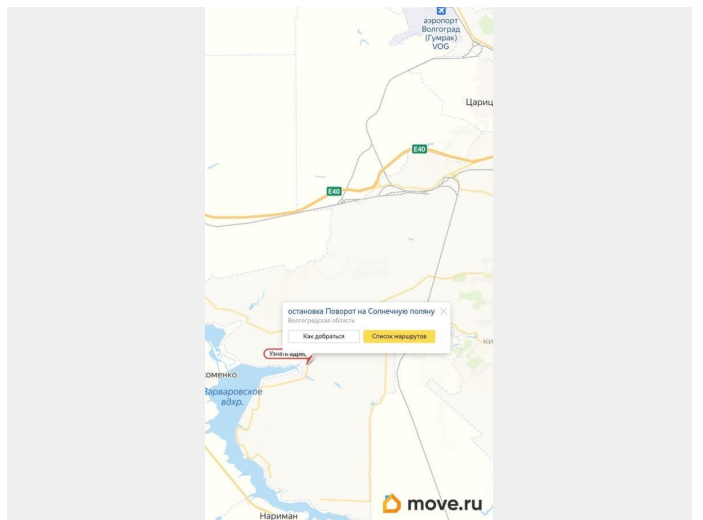 аэропорт
Волгоград
(Гумрак)
VOG
Цариц
E40
E40
остановка Поворот на Солнечную поляну
Волгоградская область
Как добраться
Список маршрутов
Узнать адрес
оменко
Варваровское
вдхр.
ки
Нариман
move.ru